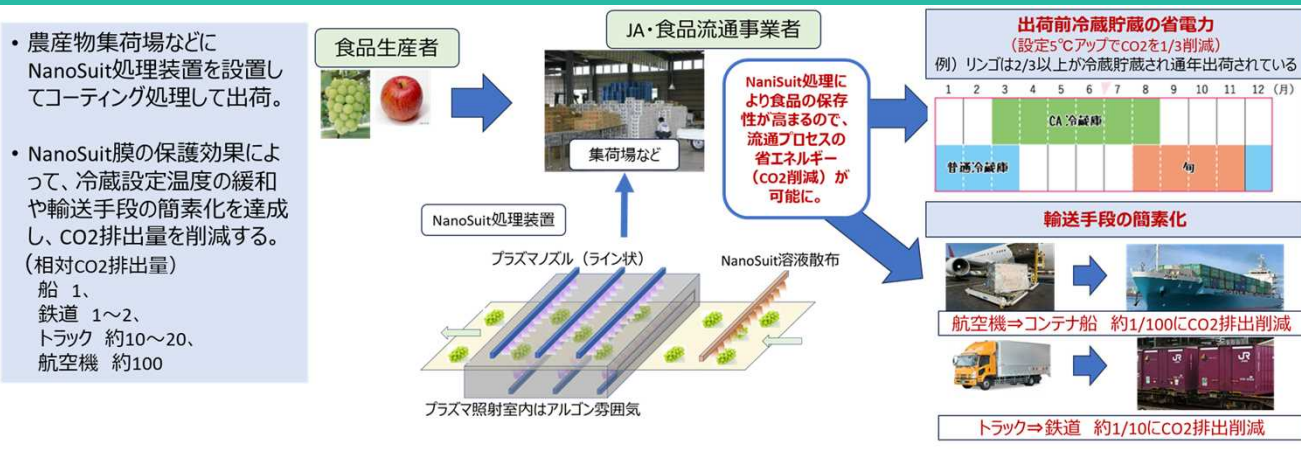 • 農産物集荷場などに
NanoSuit処理装置を設置し
てコーティング処理して出荷。
• NanoSuit膜の保護効果によ
って、冷蔵設定温度の緩和
や輸送手段の簡素化を達成
し、CO2排出量を削減する。
(相対CO2排出量)
船 1、
鉄道 1～2、
トラック 約10～20、
航空機 約100
食品生産者
JA・食品流通事業者
集荷場など
NaniSuit処理に
より食品の保存
性が高まるので、
流通プロセスの
省エネルギー
（CO2削減）が
可能に。
NanoSuit処理装置
プラズマノズル（ライン状）
NanoSuit溶液散布
プラズマ照射室内はアルゴン雰囲気
出荷前冷蔵貯蔵の省電力
（設定5℃アップでCO2を1/3削減）
例）リンゴは2/3以上が冷蔵貯蔵され通年出荷されている
1 2 3 4 5 6 7 8 9 10 11 12 (月)
CA 冷蔵庫
普通冷蔵庫
旬
輸送手段の簡素化
航空機⇒コンテナ船 約1/100にCO2排出削減
JR
JR
トラック⇒鉄道 約1/10にCO2排出削減